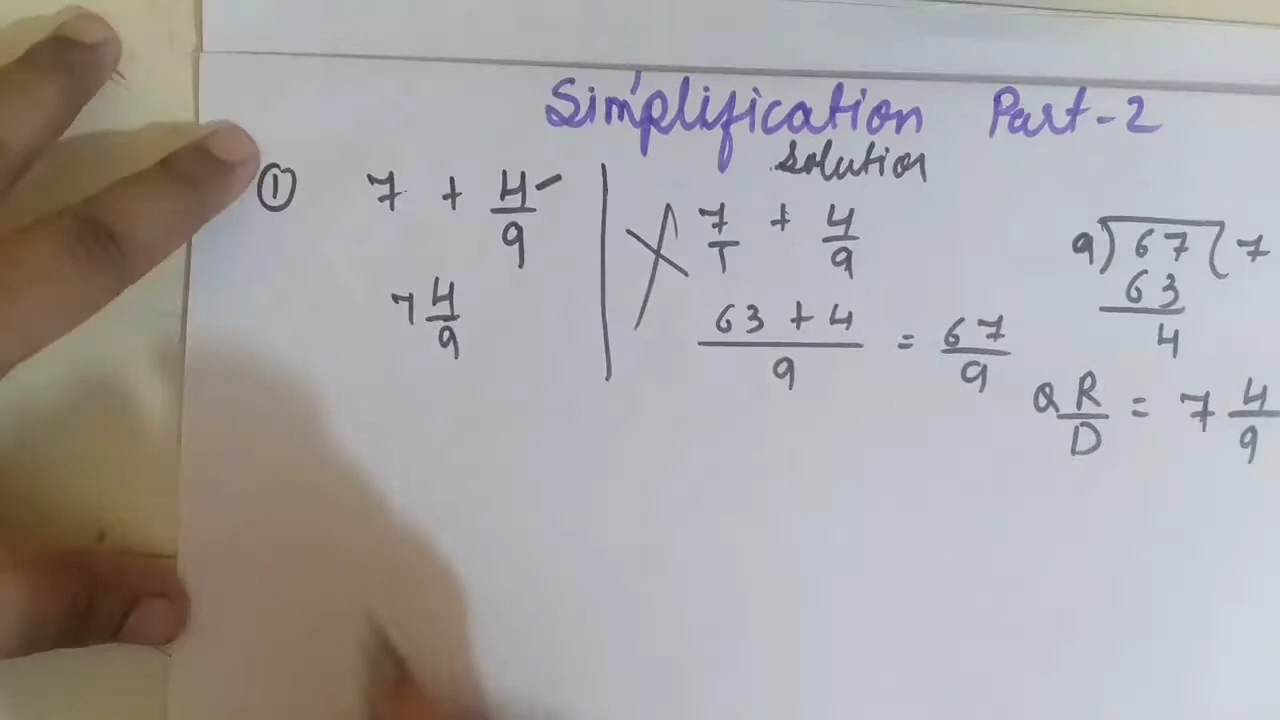 Simplification Part-2
Solution
① 7 + 4/9
7 4/9
7/1 + 4/9
63 + 4/9 = 67/9
9) 67 ( 7
63
4
Q R/D = 7 4/9